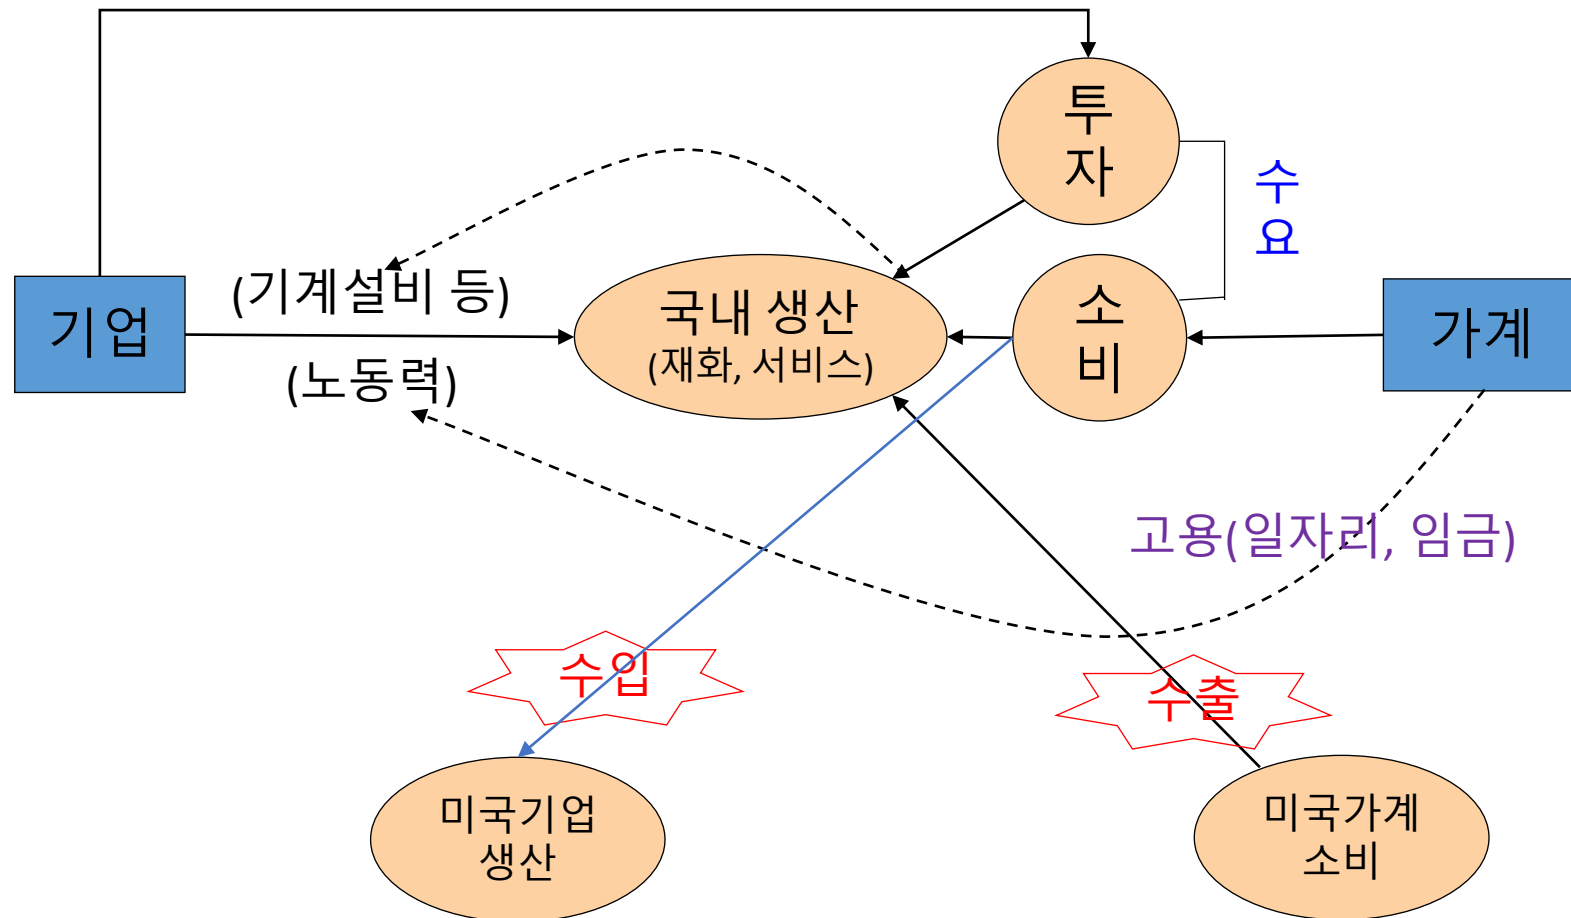 투
자
수
요
기업
(기계설비 등)
(노동력)
국내 생산
(재화, 서비스)
소
비
가계
고용(일자리, 임금)
수입
수출
미국기업
생산
미국가계
소비